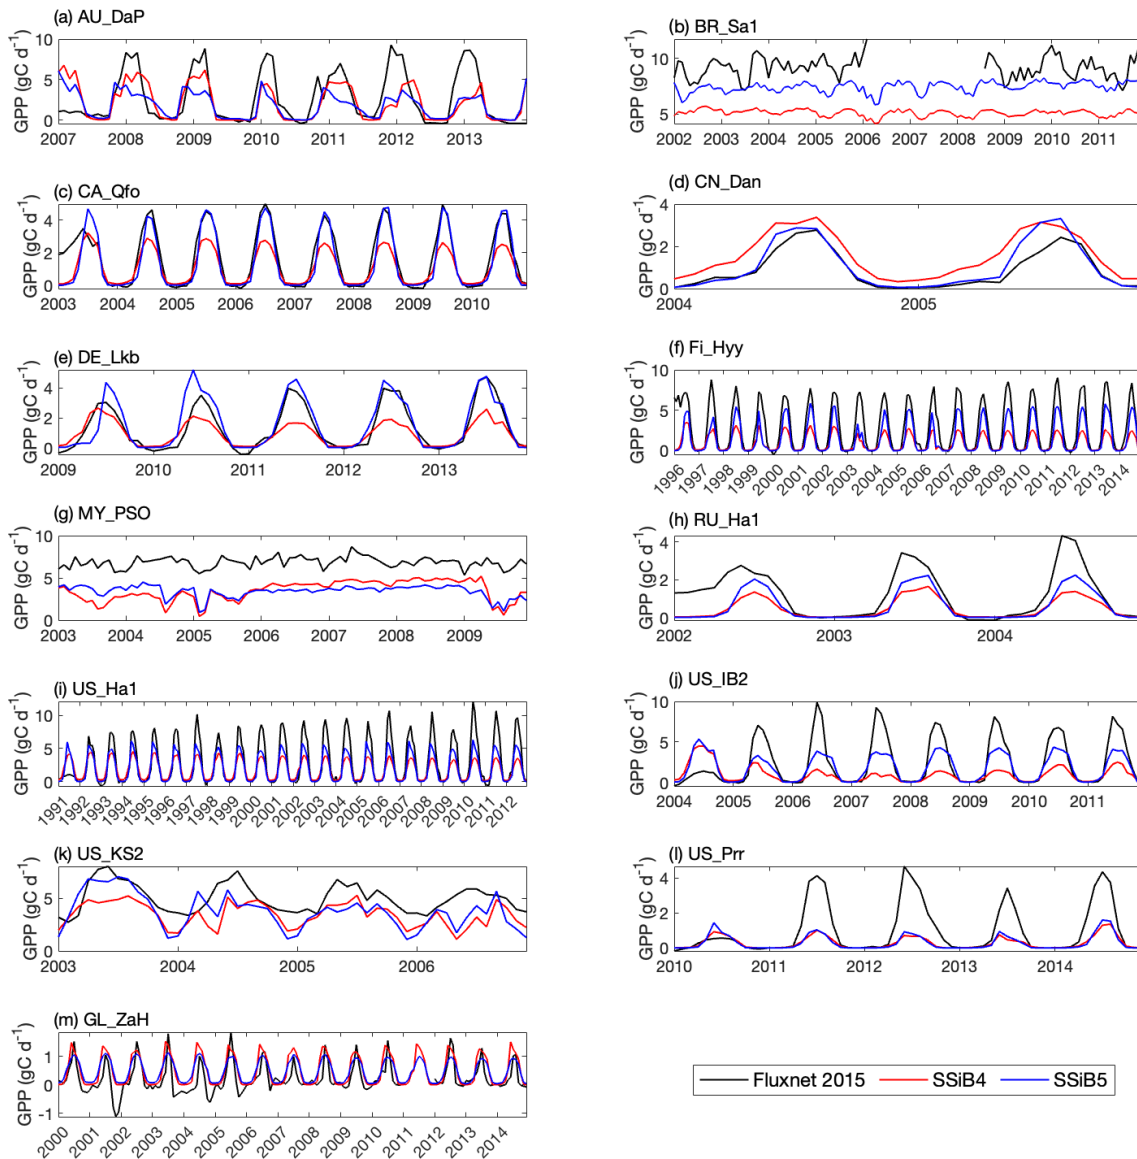 (a) AU_DaP
GPP (gC d⁻¹)
10
5
0
2007 2008 2009 2010 2011 2012 2013
(b) BR_Sa1
GPP (gC d⁻¹)
10
5
2002 2003 2004 2005 2006 2007 2008 2009 2010 2011
(c) CA_Qfo
GPP (gC d⁻¹)
4
2
0
2003 2004 2005 2006 2007 2008 2009 2010
(d) CN_Dan
GPP (gC d⁻¹)
4
2
0
2004 2005
(e) DE_Lkb
GPP (gC d⁻¹)
4
2
0
2009 2010 2011 2012 2013
(f) Fi_Hyy
GPP (gC d⁻¹)
10
5
0
1996 1997 1998 1999 2000 2001 2002 2003 2004 2005 2006 2007 2008 2009 2010 2011 2012 2013 2014
(g) MY_PSO
GPP (gC d⁻¹)
10
5
0
2003 2004 2005 2006 2007 2008 2009
(h) RU_Ha1
GPP (gC d⁻¹)
4
2
0
2002 2003 2004
(i) US_Ha1
GPP (gC d⁻¹)
10
5
0
1991 1992 1993 1994 1995 1996 1997 1998 1999 2000 2001 2002 2003 2004 2005 2006 2007 2008 2009 2010 2011 2012
(j) US_IB2
GPP (gC d⁻¹)
10
5
0
2004 2005 2006 2007 2008 2009 2010 2011
(k) US_KS2
GPP (gC d⁻¹)
5
0
2003 2004 2005 2006
(l) US_Prr
GPP (gC d⁻¹)
4
2
0
2010 2011 2012 2013 2014
(m) GL_ZaH
GPP (gC d⁻¹)
1
0
-1
2000 2001 2002 2003 2004 2005 2006 2007 2008 2009 2010 2011 2012 2013 2014
Fluxnet 2015 SSiB4 SSiB5